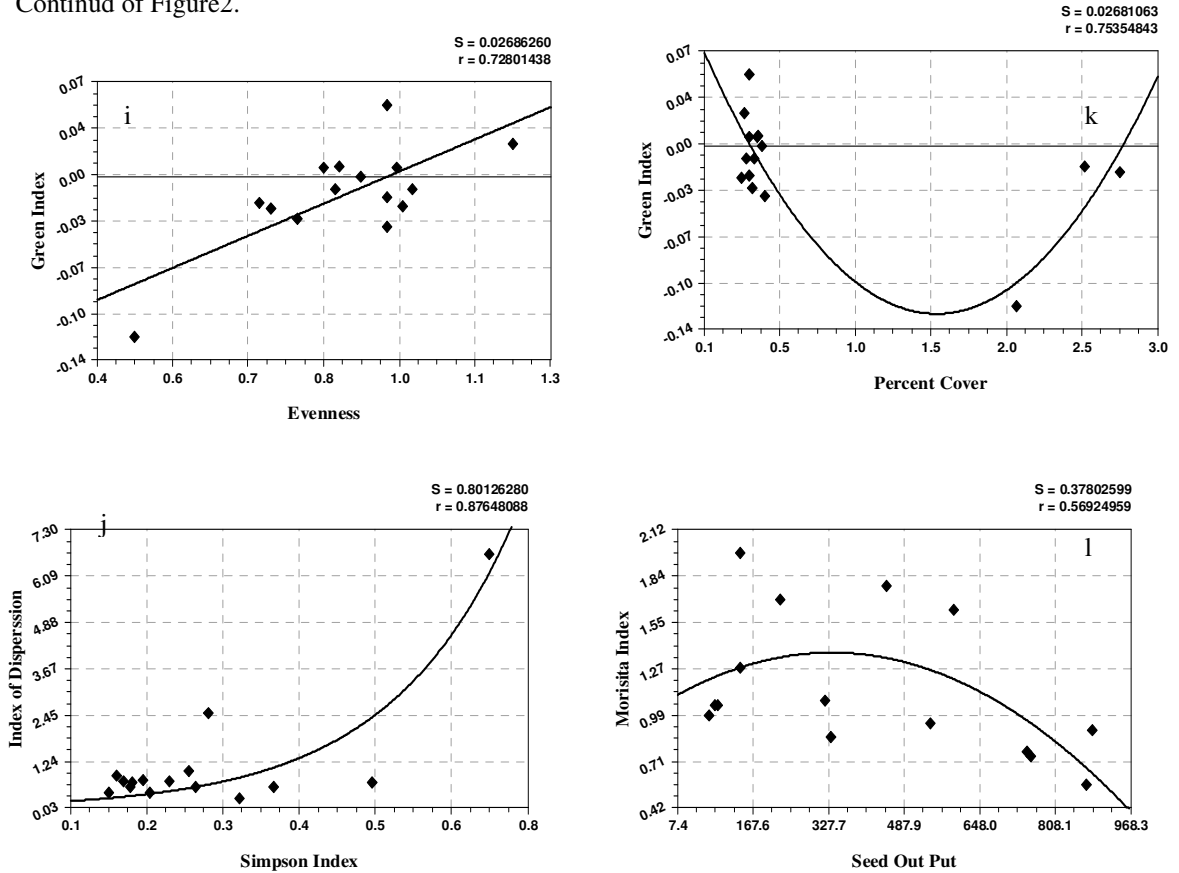 Continud of Figure2.
S = 0.02686260
r = 0.72801438
i
Green Index
0.07
0.04
0.00
-0.03
-0.07
-0.10
-0.14
0.4 0.6 0.7 0.8 1.0 1.1 1.3
Evenness
S = 0.02681063
r = 0.75354843
k
Green Index
0.07
0.04
0.00
-0.03
-0.07
-0.10
-0.14
0.1 0.5 1.0 1.5 2.0 2.5 3.0
Percent Cover
S = 0.80126280
r = 0.87648088
j
Index of Disperssion
7.30
6.09
4.88
3.67
2.45
1.24
0.03
0.1 0.2 0.3 0.4 0.5 0.6 0.8
Simpson Index
S = 0.37802599
r = 0.56924959
l
Morisita Index
2.12
1.84
1.55
1.27
0.99
0.71
0.42
7.4 167.6 327.7 487.9 648.0 808.1 968.3
Seed Out Put